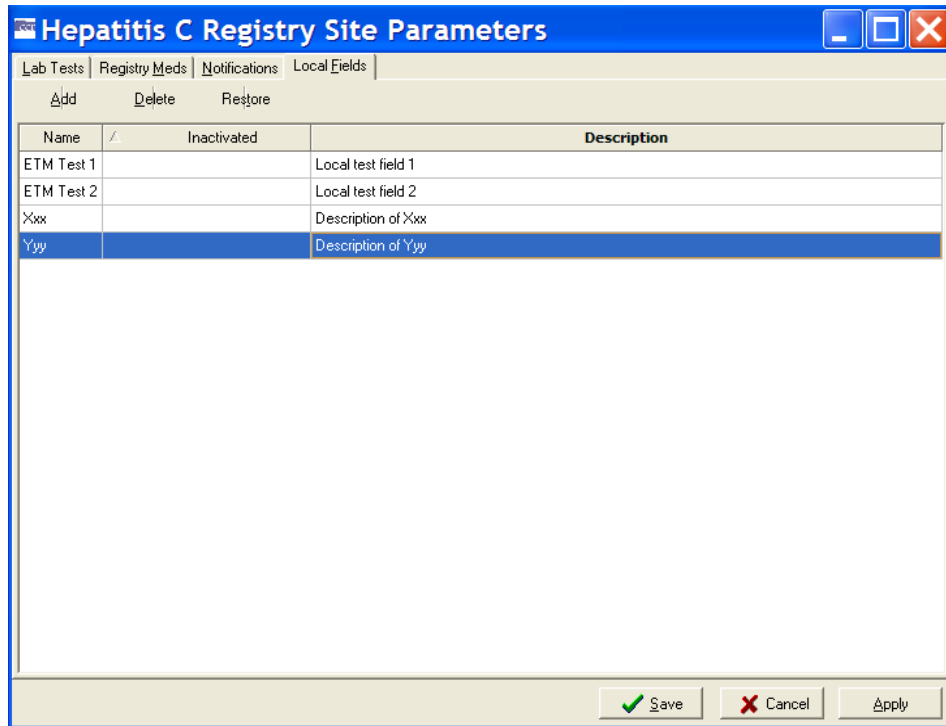 Hepatitis C Registry Site Parameters
Lab Tests Registry Meds Notifications Local Fields
Add Delete Restore
Name Inactivated Description
ETM Test 1 Local test field 1
ETM Test 2 Local test field 2
Xxx Description of Xxx
Yyy Description of Yyy
Save Cancel Apply